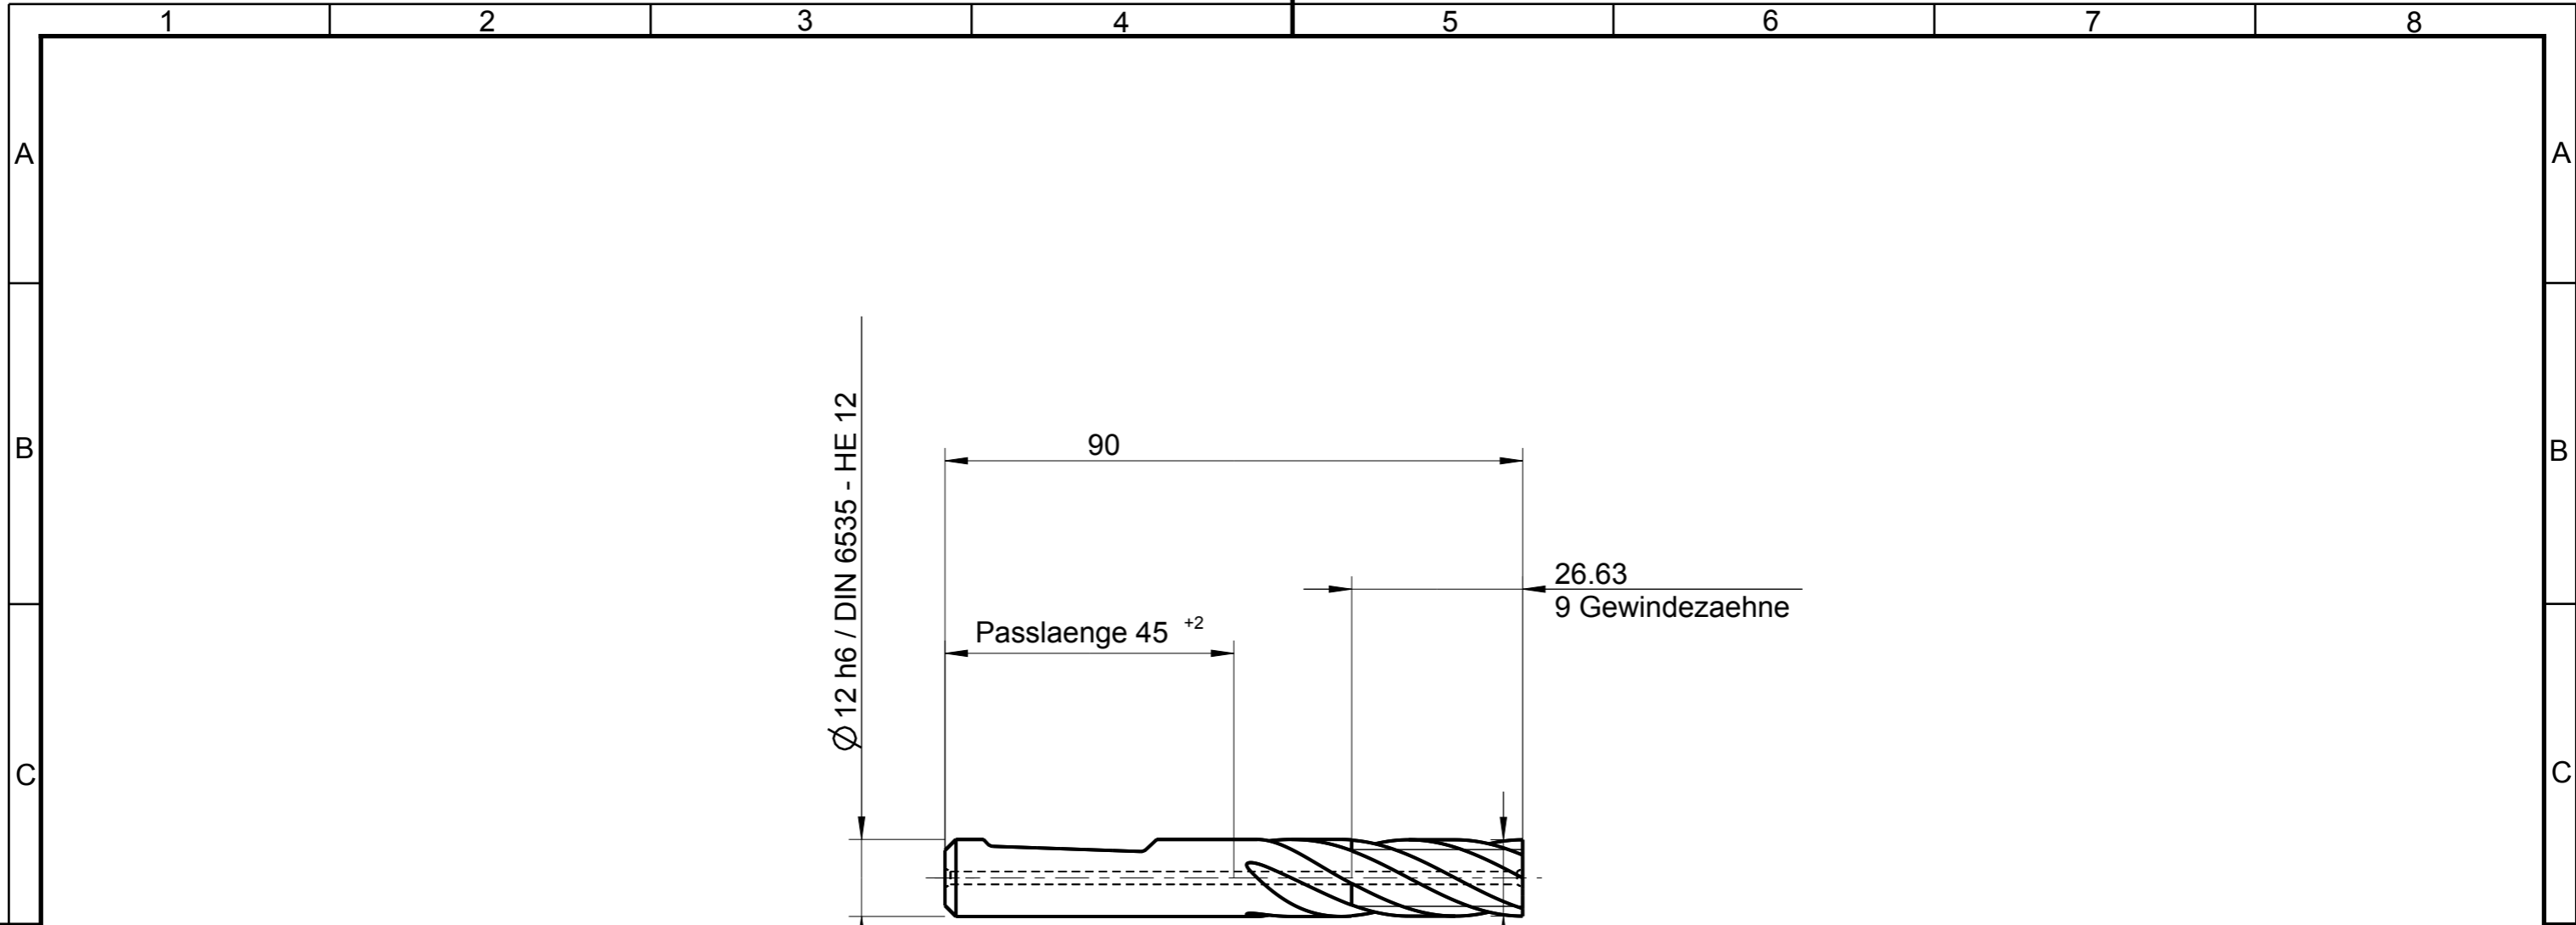 1 2 3 4 5 6 7 8
A A
Ø 12 h6 / DIN 6535 - HE 12
90
B B
26.63
9 Gewindezaehne
Passlaenge 45 +2
C C